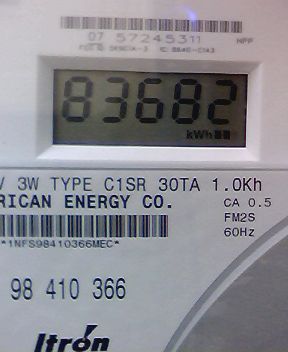 07 57245311
83682
kWh
V 3W TYPE C1SR 30TA 1.0Kh
RICAN ENERGY CO. CA 0.5
FM2S
*1NFS98410366MEC* 60Hz
98 410 366
Itron